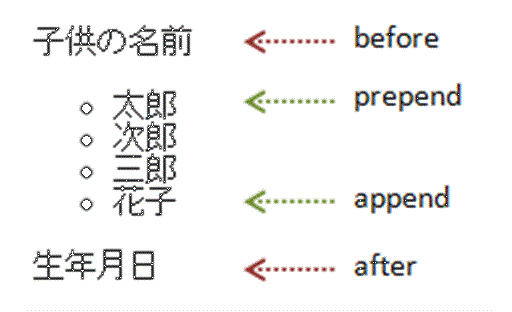 子供の名前 before
太郎 prepend
次郎
三郎
花子 append
生年月日 after